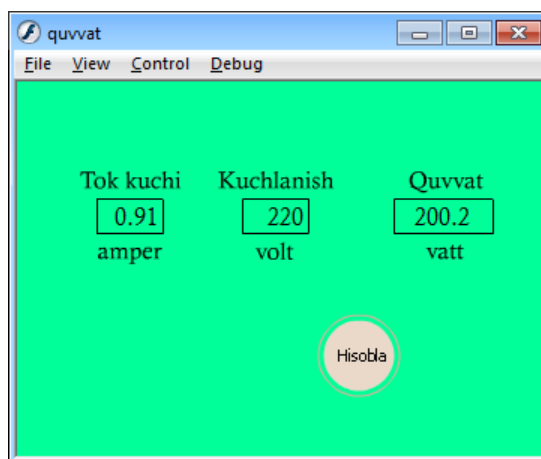 quvvat
File View Control Debug
Tok kuchi Kuchlanish Quvvat
0.91 220 200.2
amper volt vatt
Hisobla